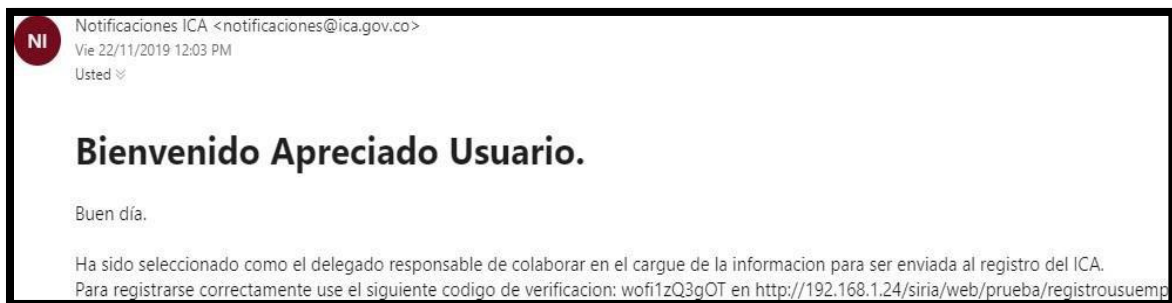 NI
Notificaciones ICA <notificaciones@ica.gov.co>
Vie 22/11/2019 12:03 PM
Usted
Bienvenido Apreciado Usuario.
Buen día.
Ha sido seleccionado como el delegado responsable de colaborar en el cargue de la informacion para ser enviada al registro del ICA.
Para registrarse correctamente use el siguiente codigo de verificacion: wofi1zQ3gOT en http://192.168.1.24/siria/web/prueba/registrousuemp